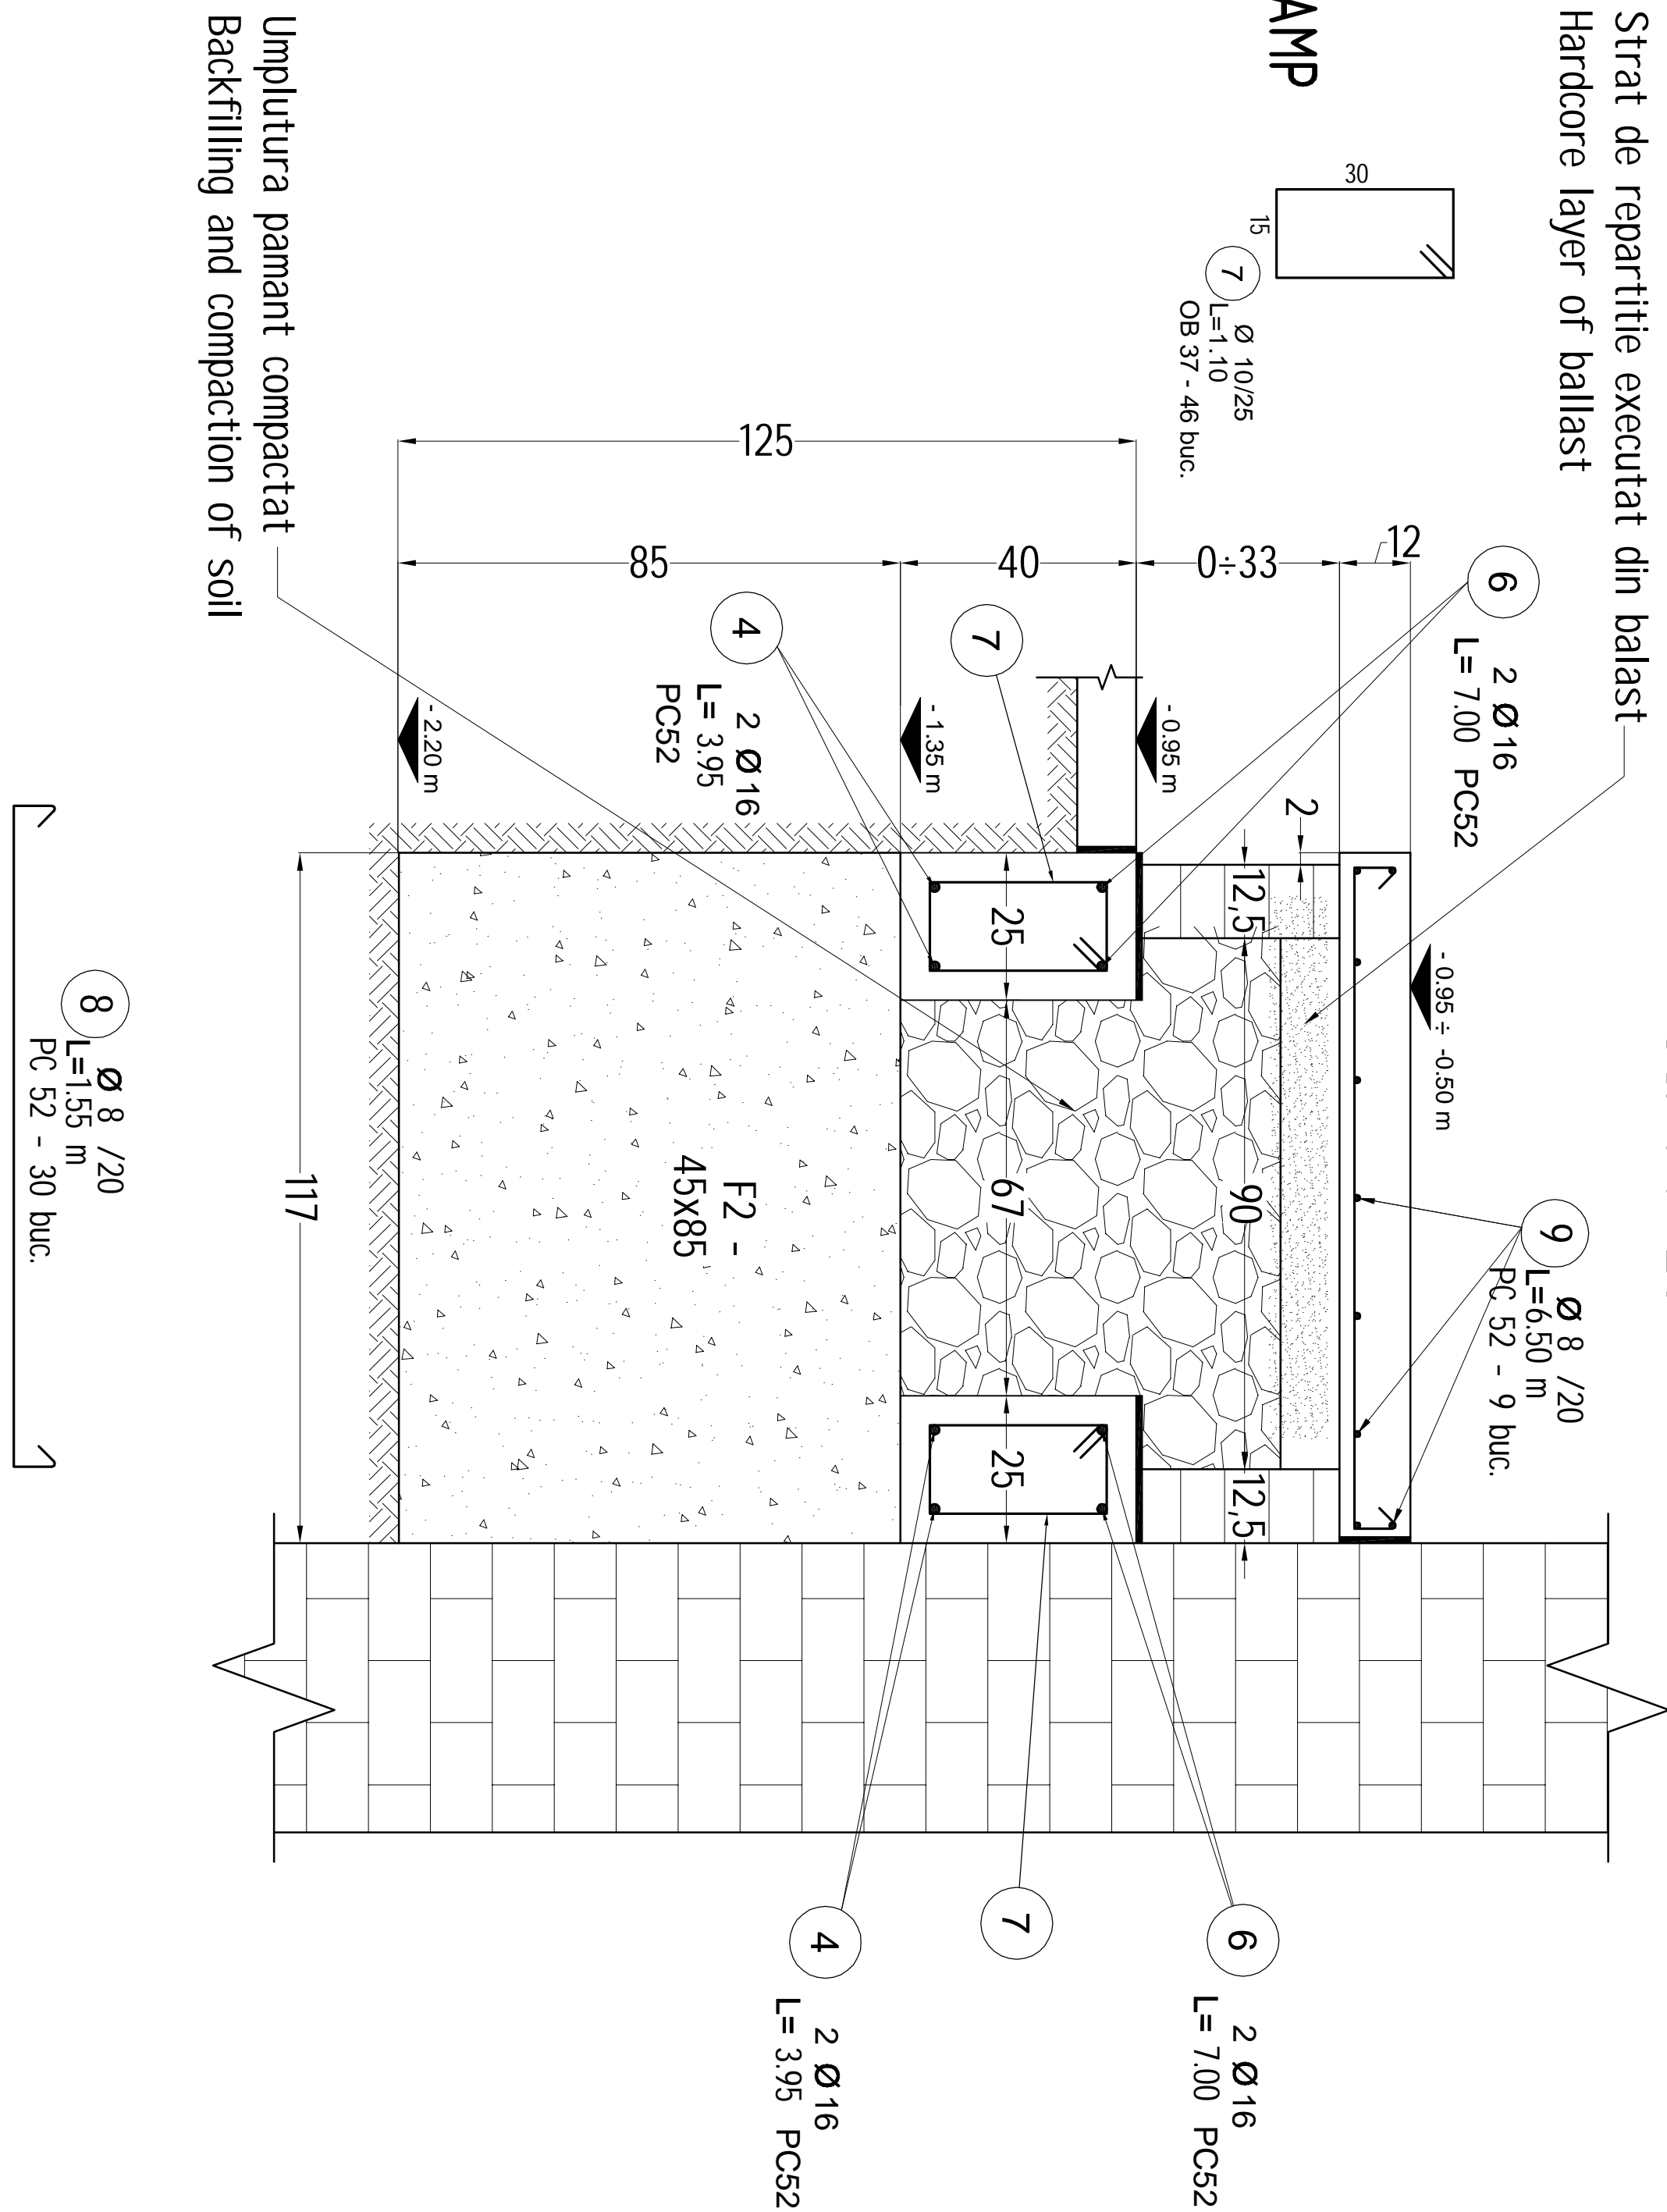 Strat de repartitie executat din balast
Hardcore layer of ballast
AMP
30
15
7
Ø 10/25
L=1.10
OB 37 - 46 buc.
6
2 Ø 16
L= 7.00 PC52
9
Ø 8 /20
L=6.50 m
PC 52 - 9 buc.
12
0÷33
40
85
125
- 0.95 ÷ -0.50 m
- 0.95 m
- 1.35 m
- 2.20 m
2
12,5
90
12,5
25
67
25
7
4
2 Ø 16
L= 3.95
PC52
F2 -
45x85
117
6
2 Ø 16
L= 7.00 PC52
7
4
2 Ø 16
L= 3.95 PC52
Umplutura pamant compactat
Backfilling and compaction of soil
8
Ø 8 /20
L=1.55 m
PC 52 - 30 buc.